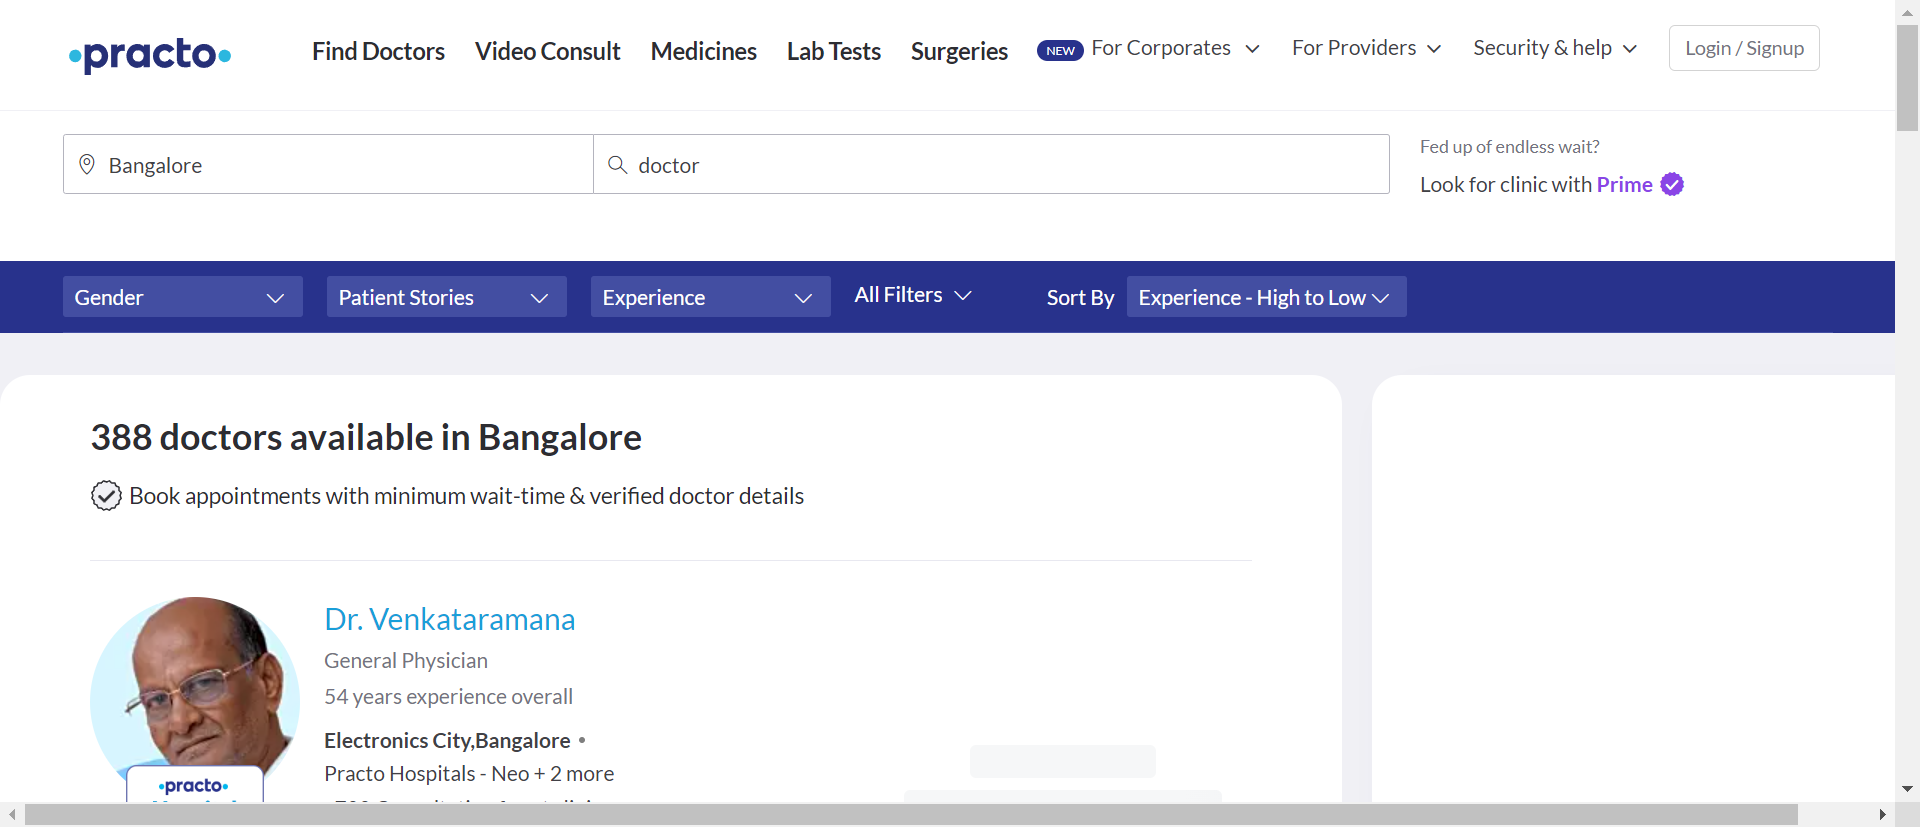 practo
Find Doctors
Video Consult
Medicines
Lab Tests
Surgeries
NEW
For Corporates
For Providers
Security & help
Login / Signup
Bangalore
doctor
Fed up of endless wait?
Look for clinic with Prime
Gender
Patient Stories
Experience
All Filters
Sort By
Experience - High to Low
388 doctors available in Bangalore
Book appointments with minimum wait-time & verified doctor details
Dr. Venkataramana
General Physician
54 years experience overall
Electronics City,Bangalore •
Practo Hospitals - Neo + 2 more
practo